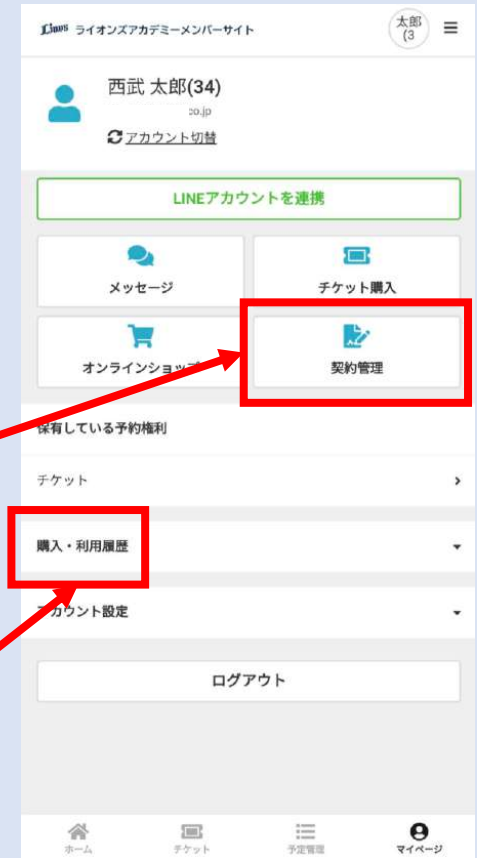 Lions ライオンズアカデミーメンバーサイト
太郎
(3
西武 太郎(34)
co.jp
アカウント切替
LINEアカウントを連携
メッセージ
チケット購入
オンラインショップ
契約管理
保有している予約権利
チケット
購入・利用履歴
アカウント設定
ログアウト
ホーム
チケット
予定管理
マイページ